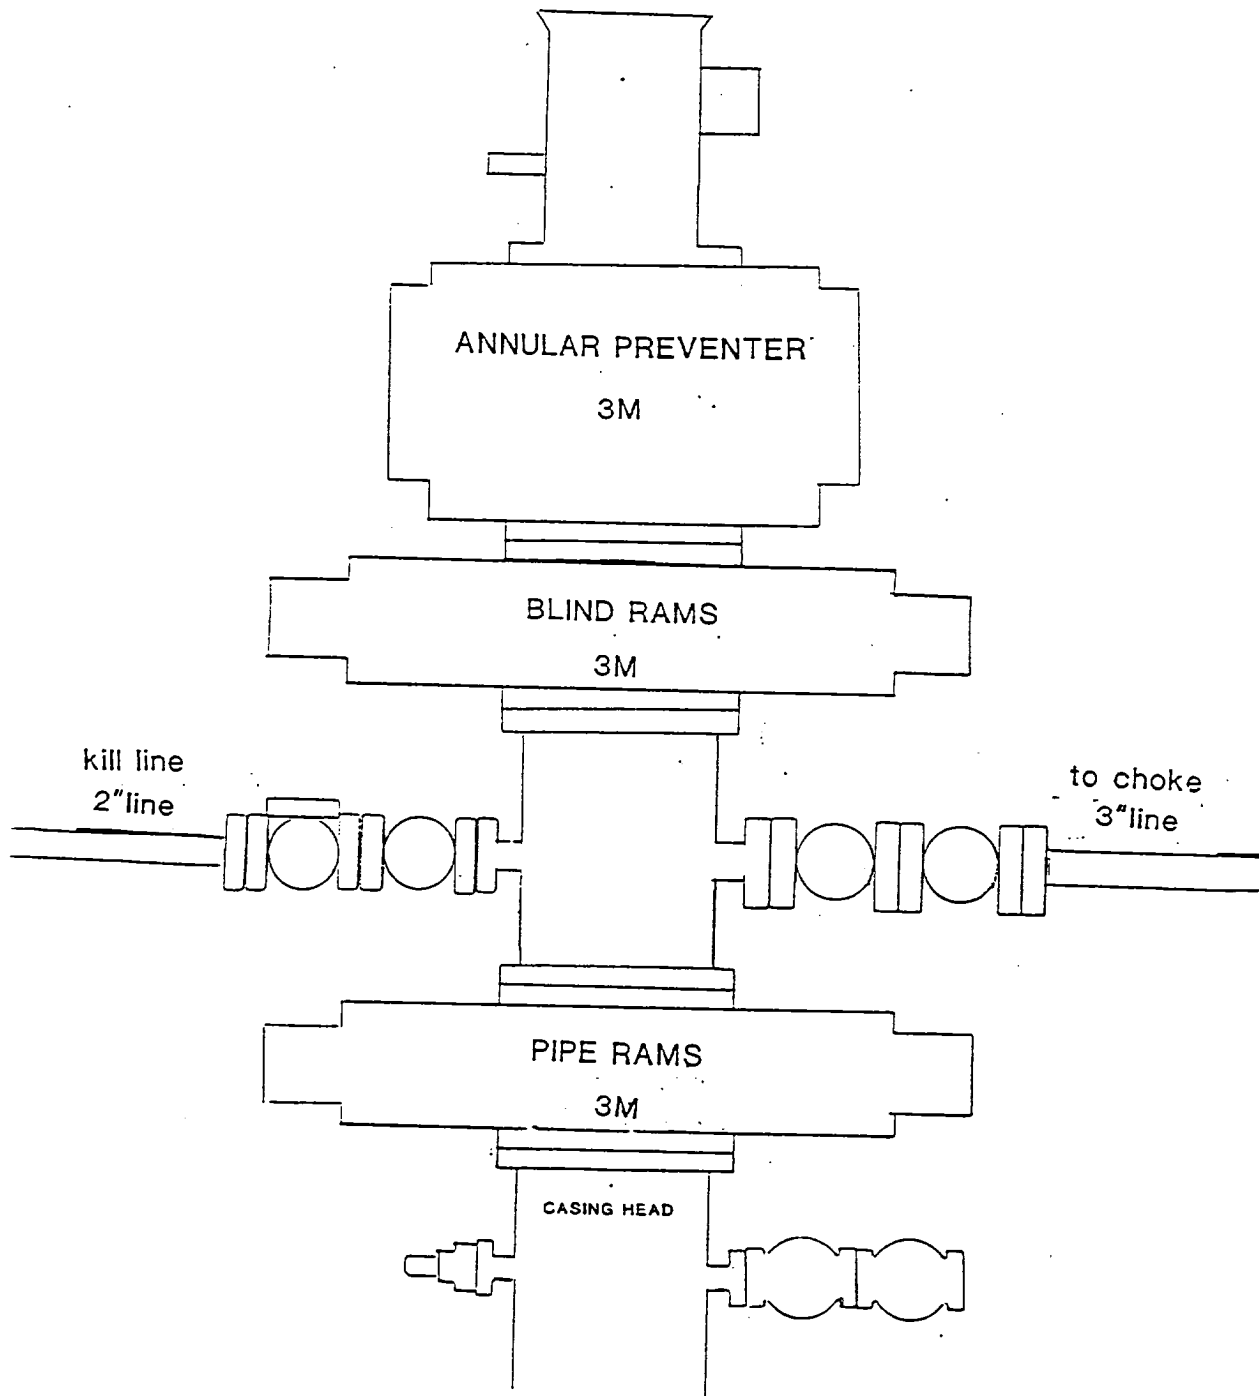 ANNULAR PREVENTER
3M
BLIND RAMS
3M
kill line
2"line
to choke
3"line
PIPE RAMS
3M
CASING HEAD